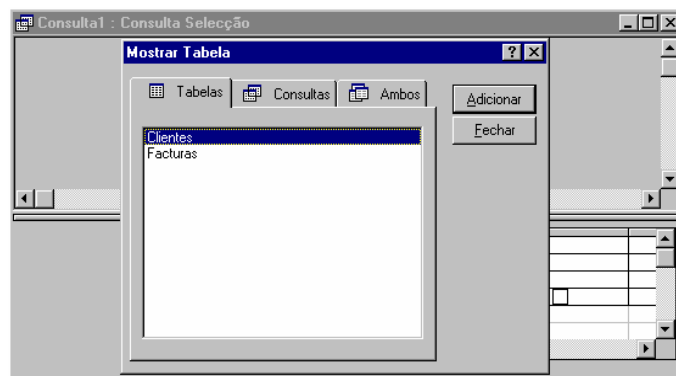 Consulta1 : Consulta Selecção
Mostrar Tabela
Tabelas Consultas Ambos
Adicionar
Fechar
Clientes
Facturas